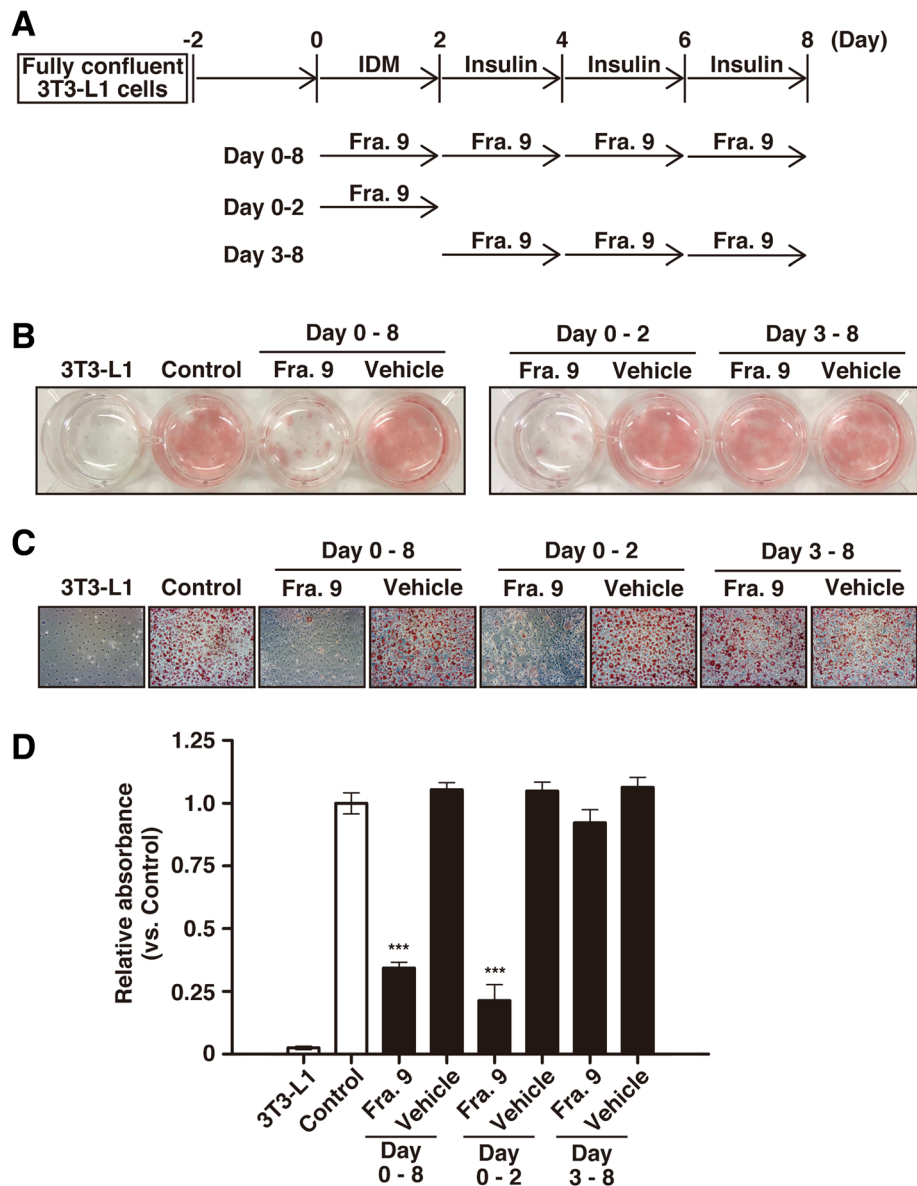 A
-2 0 2 4 6 8 (Day)
Fully confluent
3T3-L1 cells
IDM Insulin Insulin Insulin
Day 0-8 Fra. 9 Fra. 9 Fra. 9 Fra. 9
Day 0-2 Fra. 9
Day 3-8 Fra. 9 Fra. 9 Fra. 9
B
Day 0 - 8 Day 0 - 2 Day 3 - 8
3T3-L1 Control Fra. 9 Vehicle Fra. 9 Vehicle Fra. 9 Vehicle
C
Day 0 - 8 Day 0 - 2 Day 3 - 8
3T3-L1 Control Fra. 9 Vehicle Fra. 9 Vehicle Fra. 9 Vehicle
D
Relative absorbance
(vs. Control)
1.25
1.0
0.75
0.5
0.25
0
***
***
3T3-L1 Control Fra. 9 Vehicle Fra. 9 Vehicle Fra. 9 Vehicle
Day Day Day
0 - 8 0 - 2 3 - 8